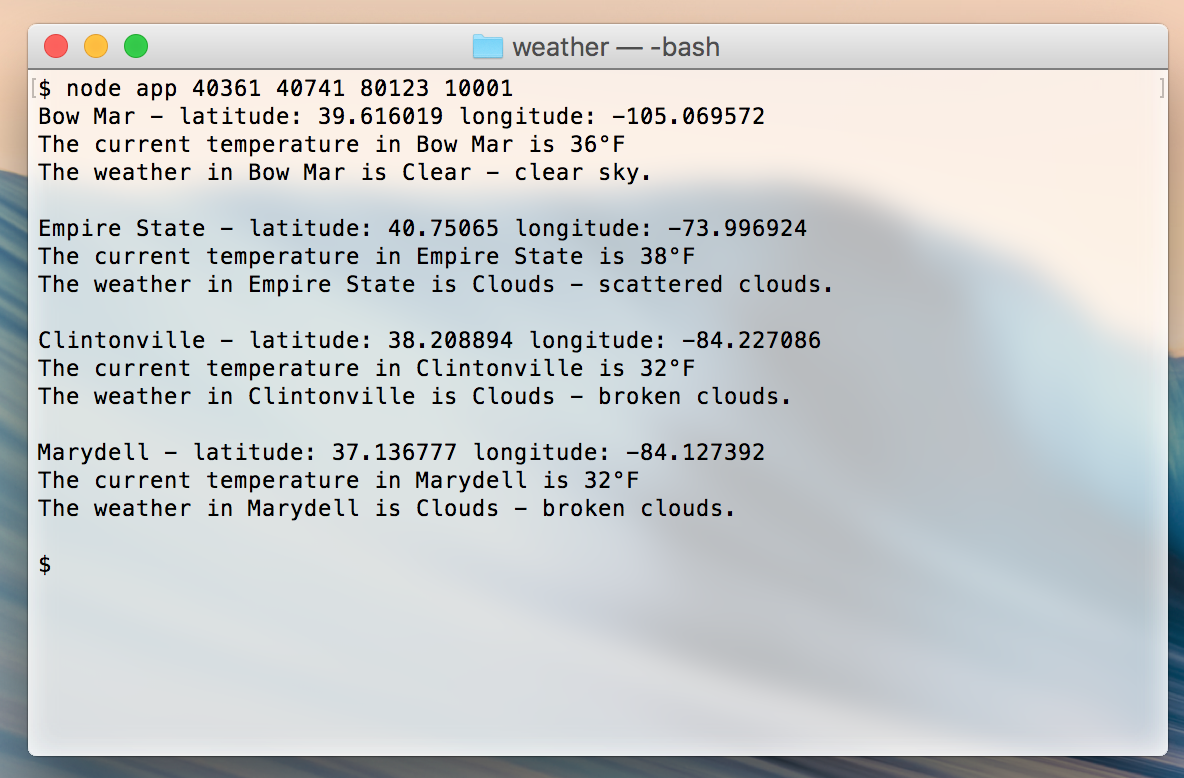 weather — -bash
$ node app 40361 40741 80123 10001
Bow Mar - latitude: 39.616019 longitude: -105.069572
The current temperature in Bow Mar is 36°F
The weather in Bow Mar is Clear - clear sky.
Empire State - latitude: 40.75065 longitude: -73.996924
The current temperature in Empire State is 38°F
The weather in Empire State is Clouds - scattered clouds.
Clintonville - latitude: 38.208894 longitude: -84.227086
The current temperature in Clintonville is 32°F
The weather in Clintonville is Clouds - broken clouds.
Marydell - latitude: 37.136777 longitude: -84.127392
The current temperature in Marydell is 32°F
The weather in Marydell is Clouds - broken clouds.
$